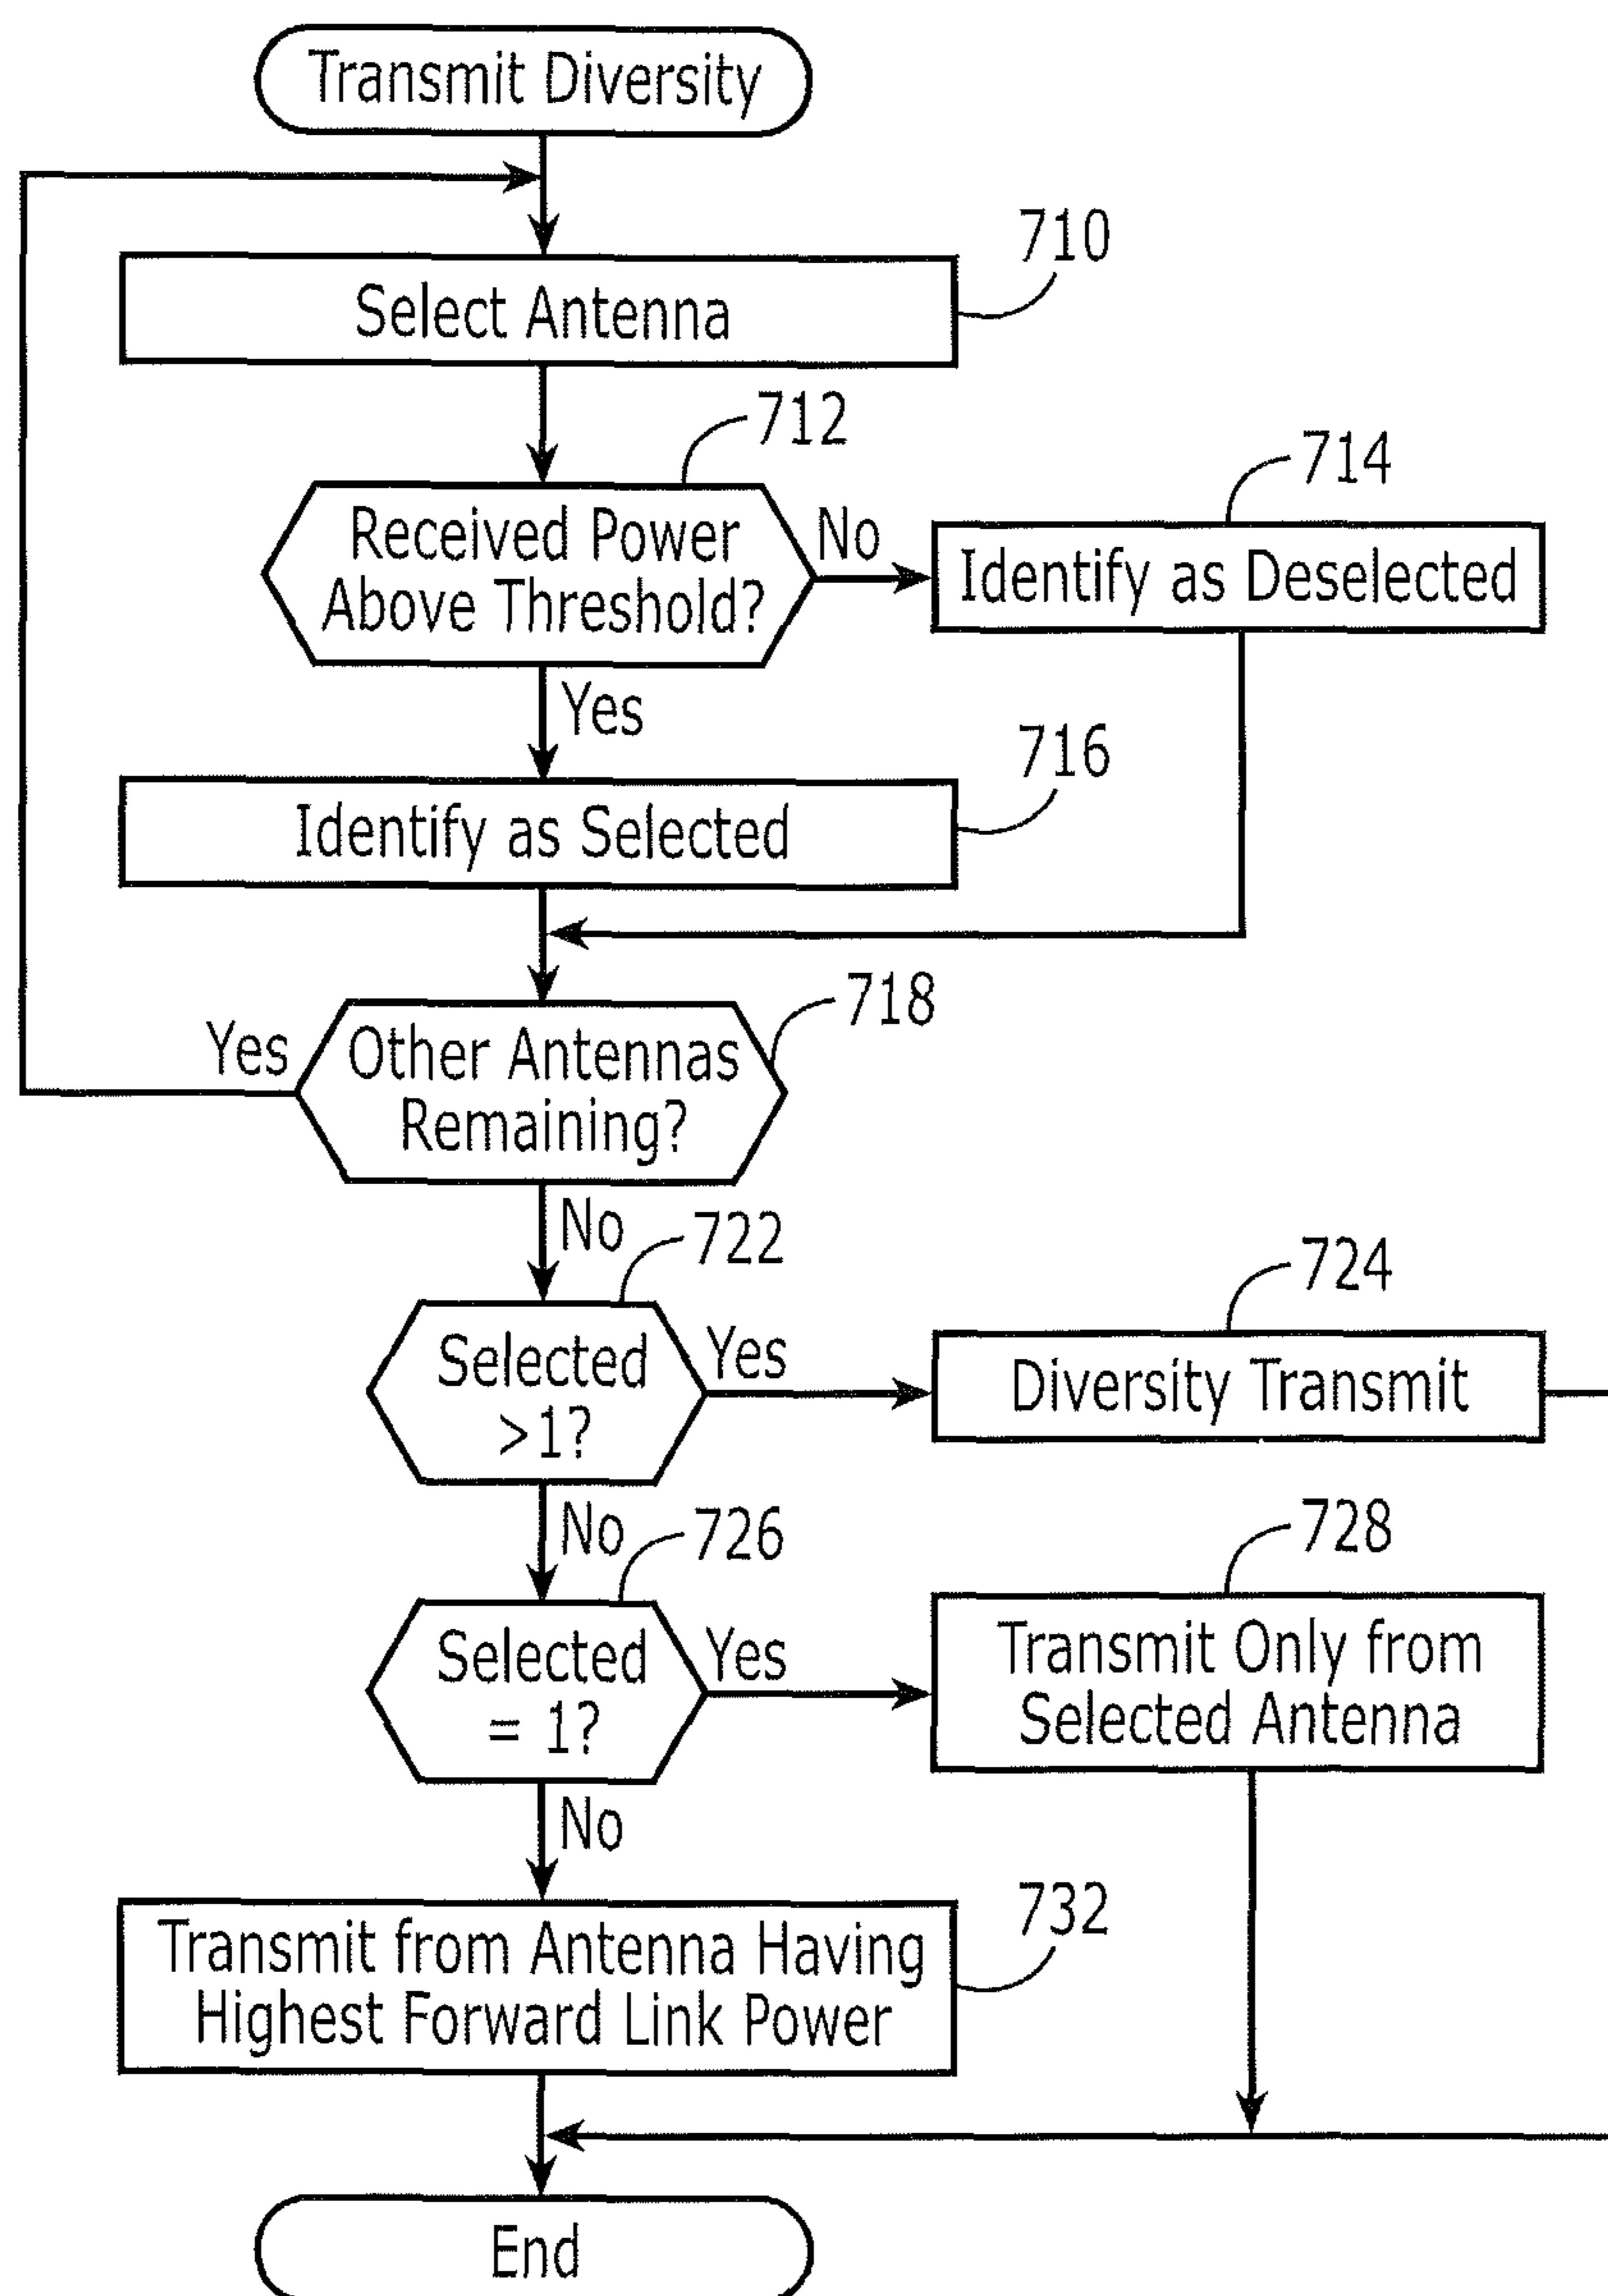 Transmit Diversity
710
Select Antenna
712
714
Received Power
Above Threshold?
No
Identify as Deselected
Yes
716
Identify as Selected
718
Yes
Other Antennas
Remaining?
No
722
724
Selected
>1?
Yes
Diversity Transmit
No
726
728
Selected
= 1?
Yes
Transmit Only from
Selected Antenna
No
732
Transmit from Antenna Having
Highest Forward Link Power
End